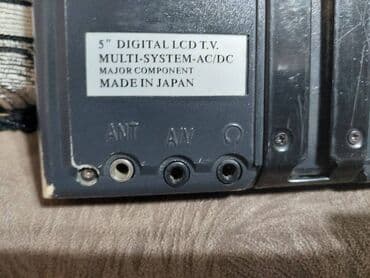 5" DIGITAL LCD T.V.
MULTI-SYSTEM-AC/DC
MAJOR COMPONENT
MADE IN JAPAN
ANT A/V